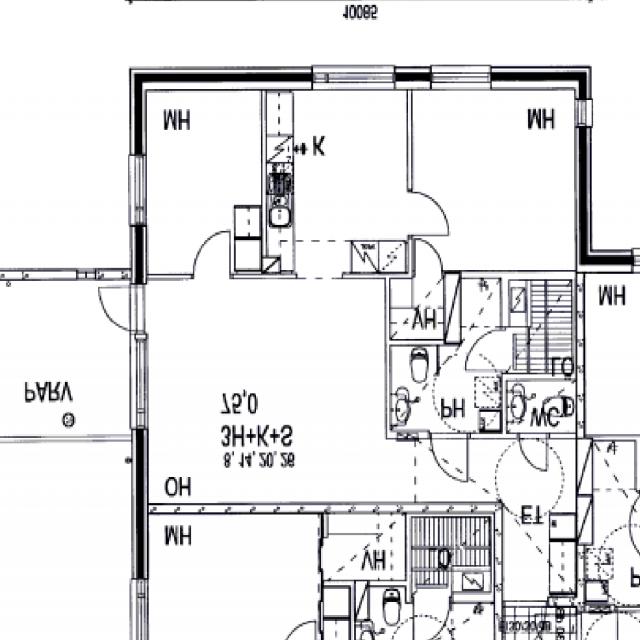 10085
MH
K
MH
MH
VH
LO
PARV
75,0
3H+K+S
8, 14, 20, 26
PH
WC
OH
ET
MH
VH
P